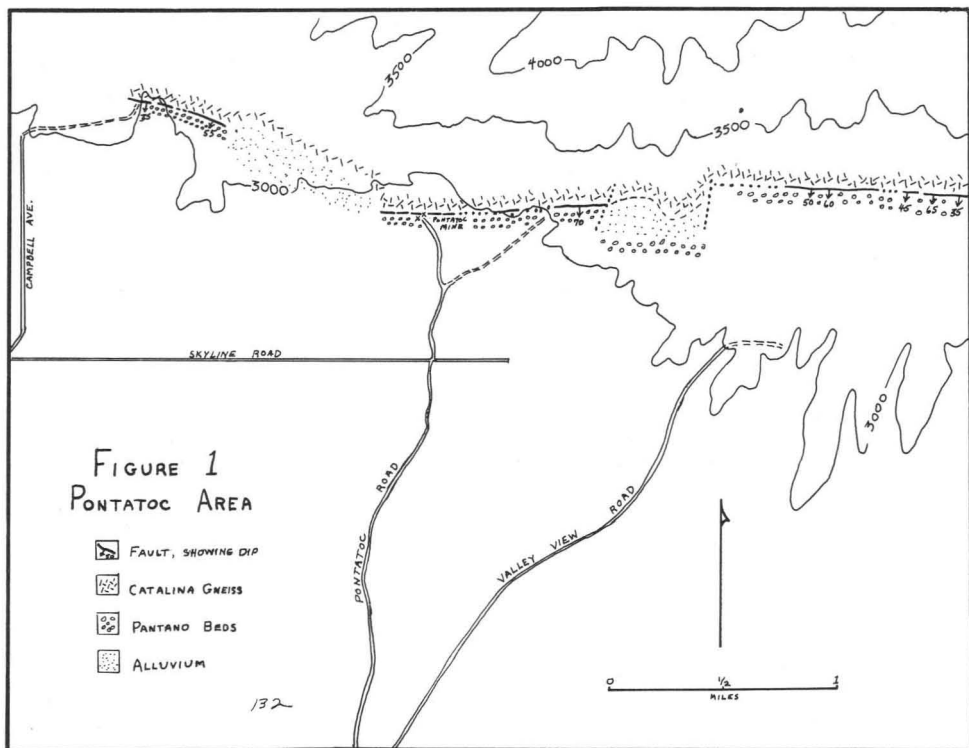 4000
3500
3500
35
55
3000
CAMPBELL AVE.
XX PONTATOC
MINE
70
50 60 45 65 35
SKYLINE ROAD
3000
FIGURE 1
PONTATOC AREA
FAULT, SHOWING DIP
CATALINA GNEISS
PANTANO BEDS
ALLUVIUM
PONTATOC ROAD
VALLEY VIEW ROAD
0 1/2 1
MILES
132